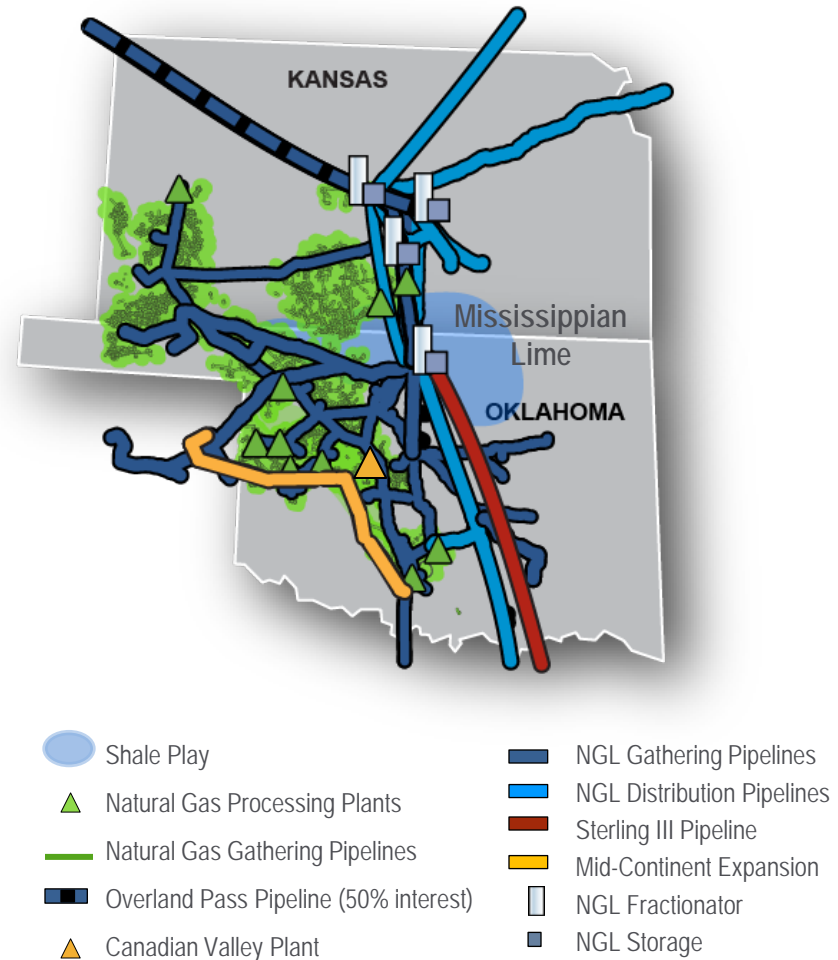 KANSAS
Mississippian
Lime
OKLAHOMA
Shale Play
Natural Gas Processing Plants
Natural Gas Gathering Pipelines
Overland Pass Pipeline (50% interest)
Canadian Valley Plant
NGL Gathering Pipelines
NGL Distribution Pipelines
Sterling III Pipeline
Mid-Continent Expansion
NGL Fractionator
NGL Storage